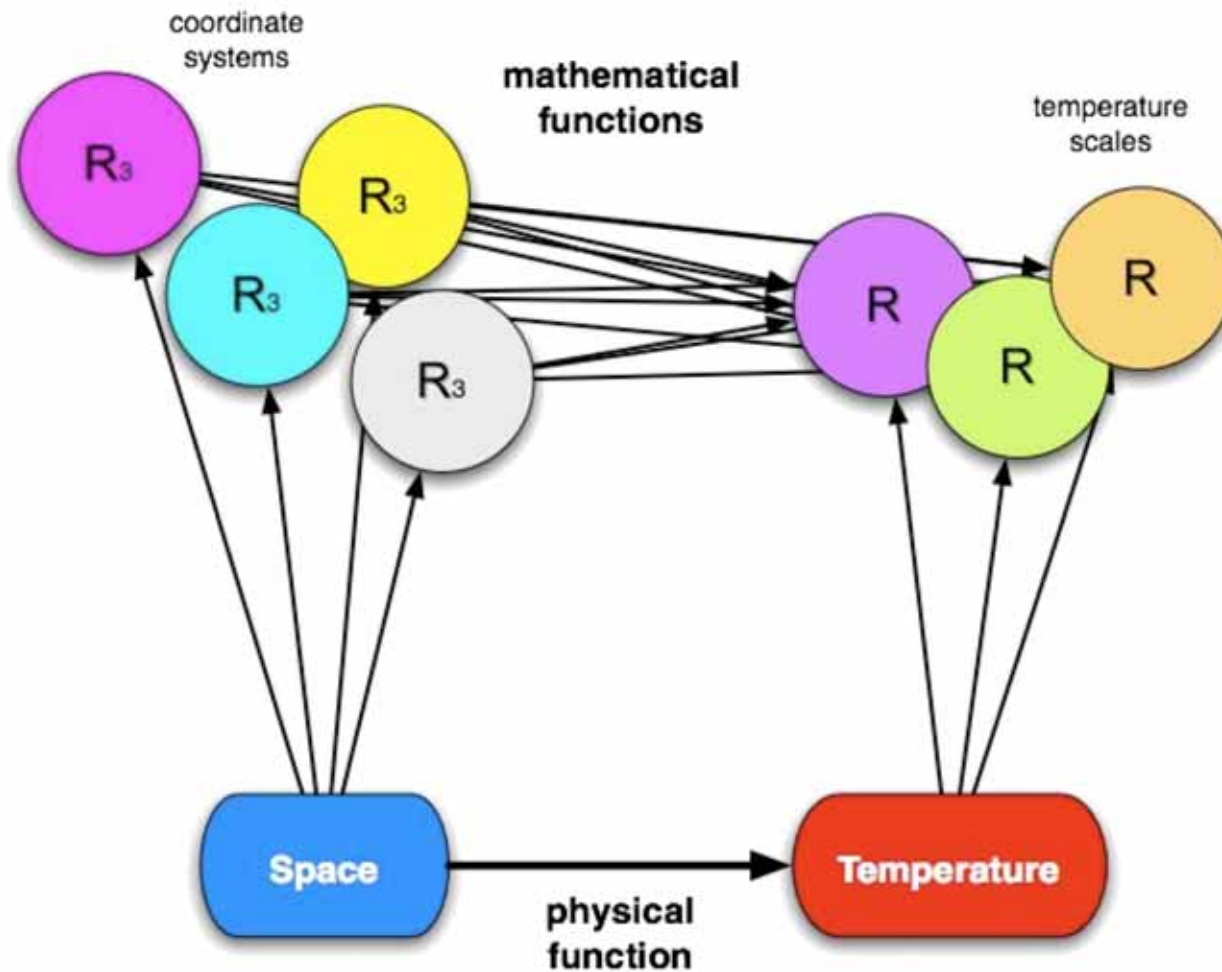 coordinate
systems
mathematical
functions
temperature
scales
R3
R3
R3
R3
R
R
R
Space
Temperature
physical
function